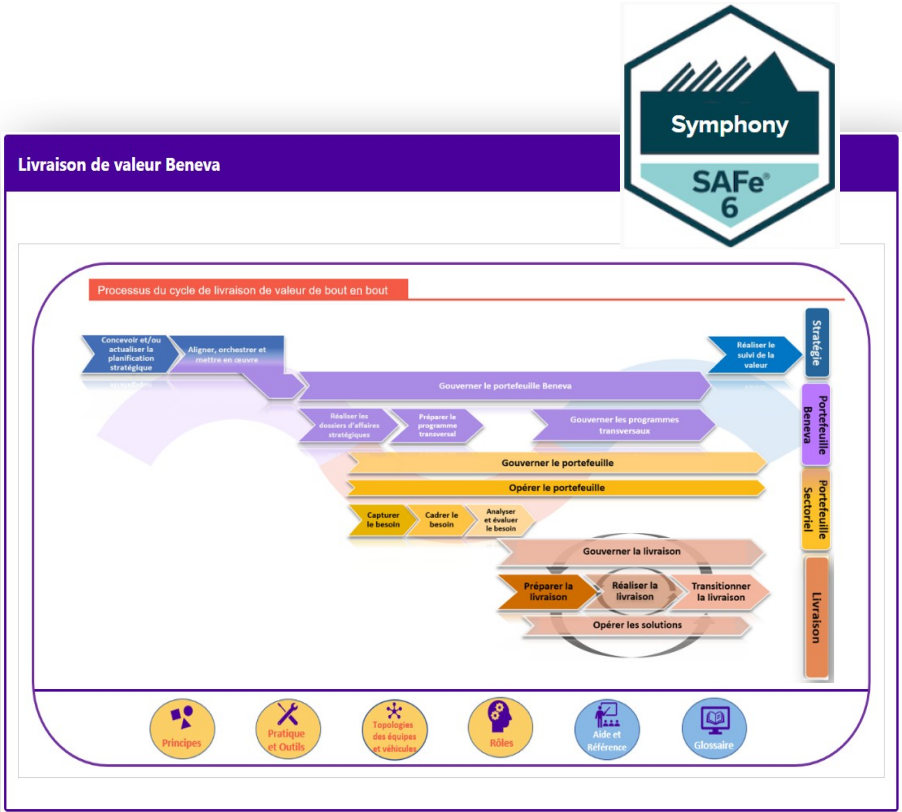 Symphony
SAFe®
6
Livraison de valeur Beneva
Processus du cycle de livraison de valeur de bout en bout
Concevoir et/ou
actualiser la
planification
stratégique
Aligner, orchestrer et
mettre en œuvre
Réaliser le
suivi de la
valeur
Stratégie
Gouverner le portefeuille Beneva
Réaliser les
dossiers d'affaires
stratégiques
Préparer le
programme
transversal
Gouverner les programmes
transversaux
Portefeuille
Beneva
Gouverner le portefeuille
Opérer le portefeuille
Capturer
le besoin
Cadrer le
besoin
Analyser
et évaluer
le besoin
Portefeuille
Sectoriel
Gouverner la livraison
Préparer la
livraison
Réaliser la
livraison
Transitionner
la livraison
Opérer les solutions
Livraison
Principes
Pratique
et Outils
Topologies
des équipes
et véhicules
Rôles
Aide et
Référence
Glossaire